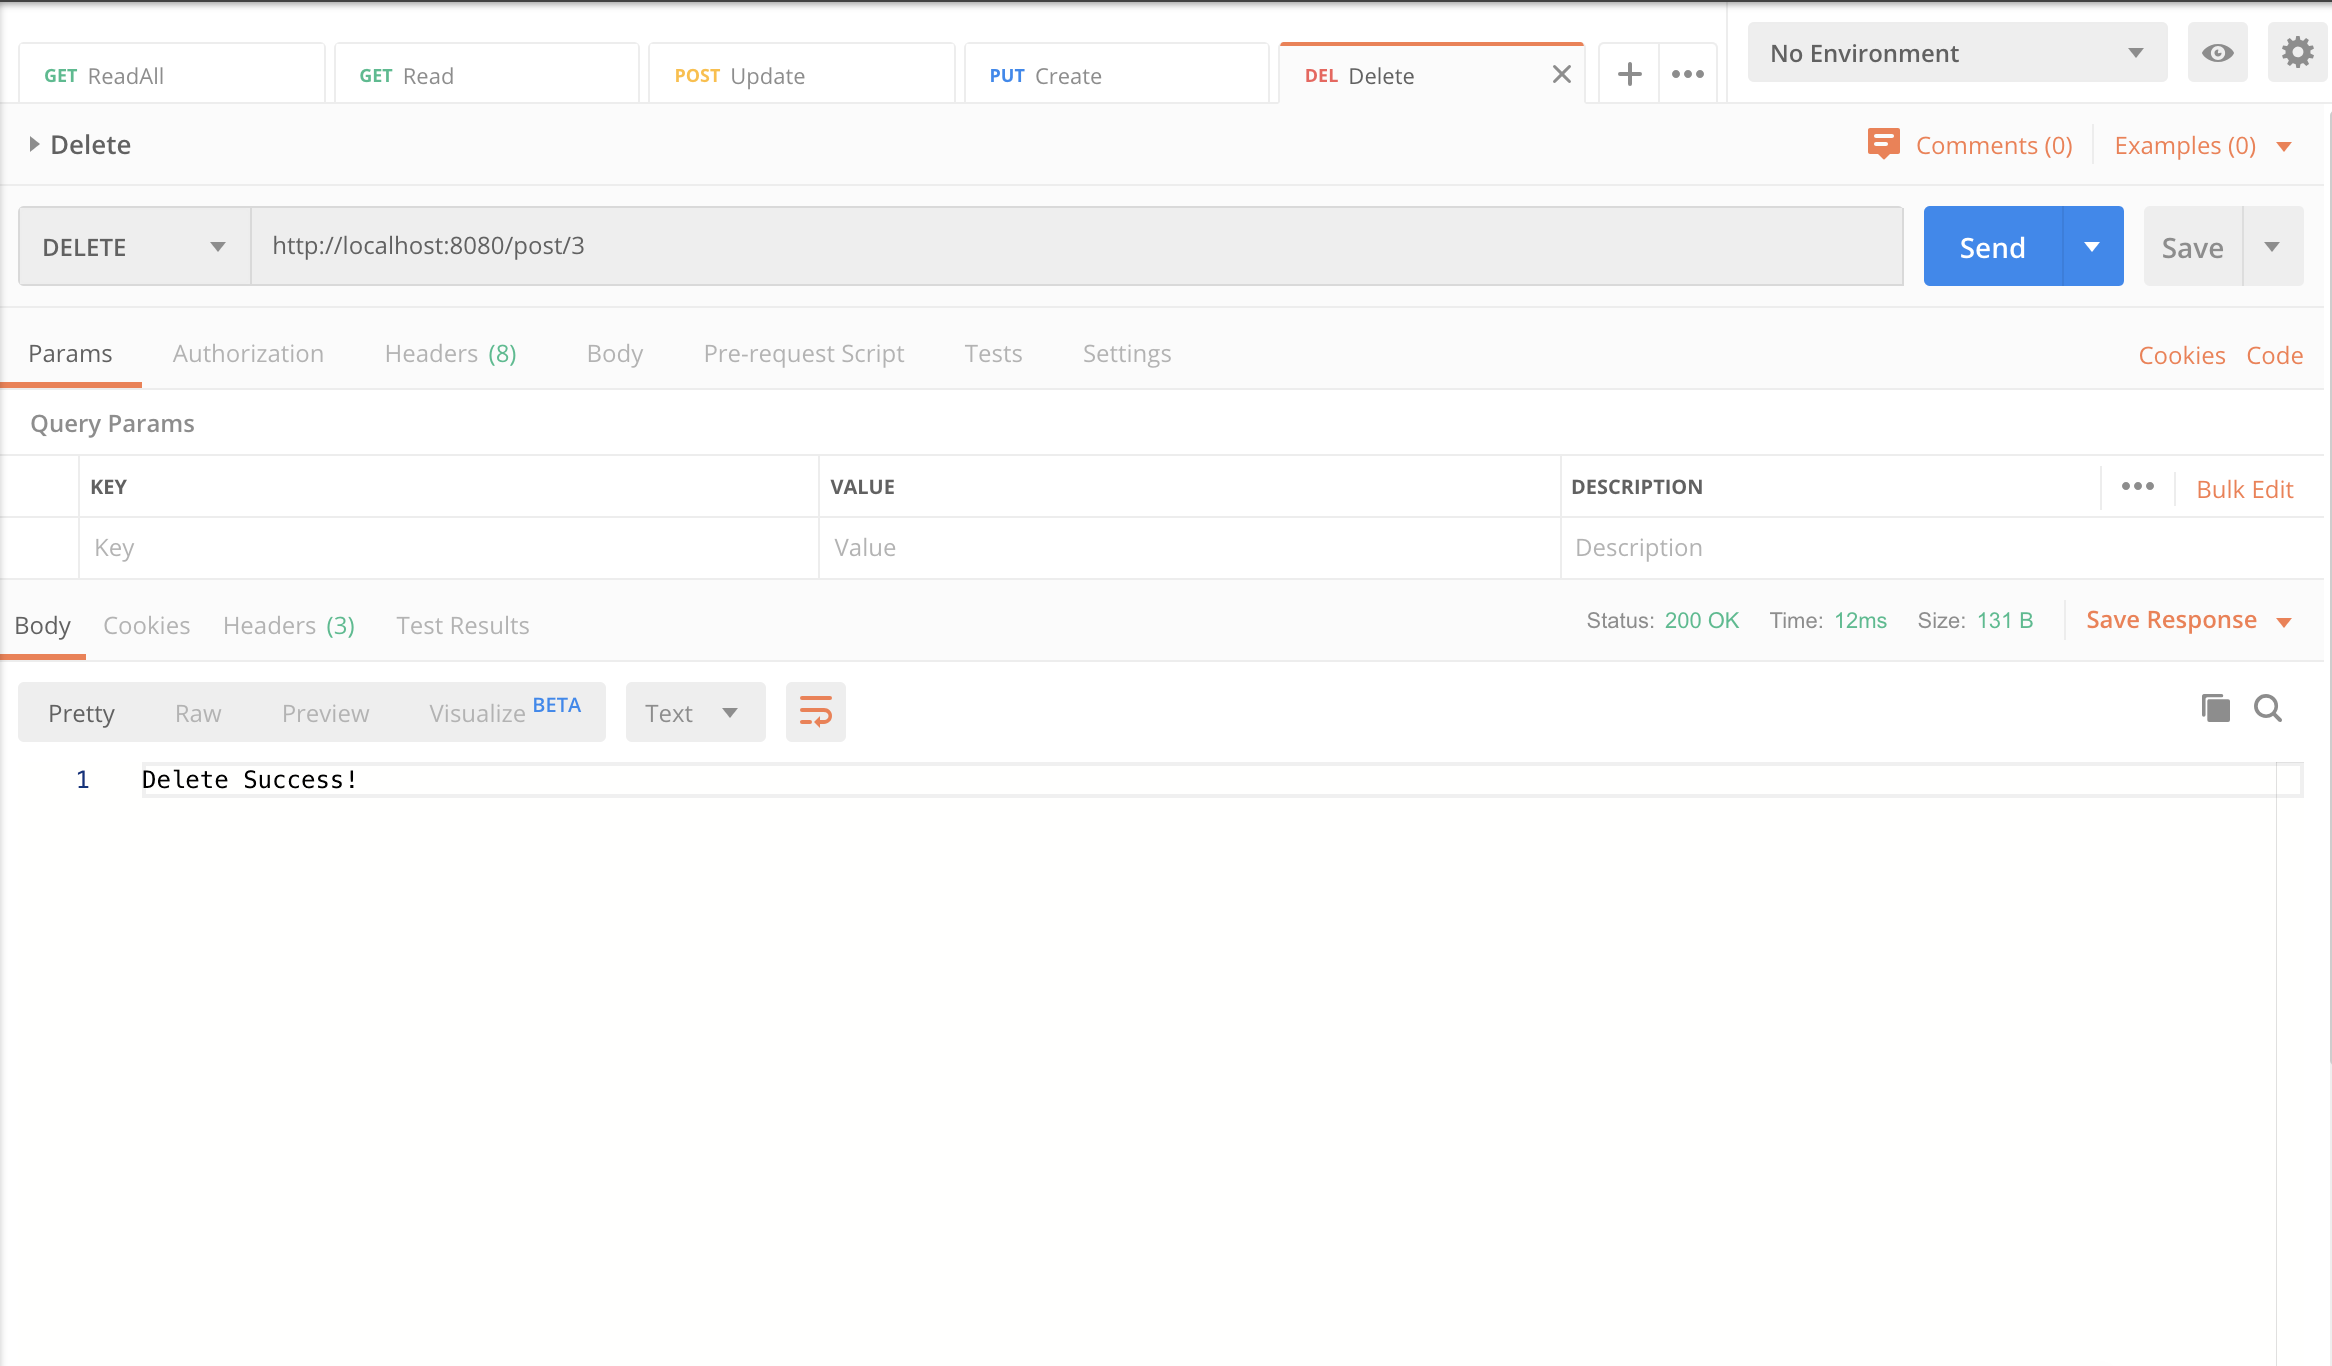 GET ReadAll GET Read POST Update PUT Create DEL Delete No Environment
Delete Comments (0) Examples (0)
DELETE http://localhost:8080/post/3 Send Save
Params Authorization Headers (8) Body Pre-request Script Tests Settings Cookies Code
Query Params
KEY VALUE DESCRIPTION Bulk Edit
Key Value Description
Body Cookies Headers (3) Test Results Status: 200 OK Time: 12ms Size: 131 B Save Response
Pretty Raw Preview Visualize BETA Text
1 Delete Success!